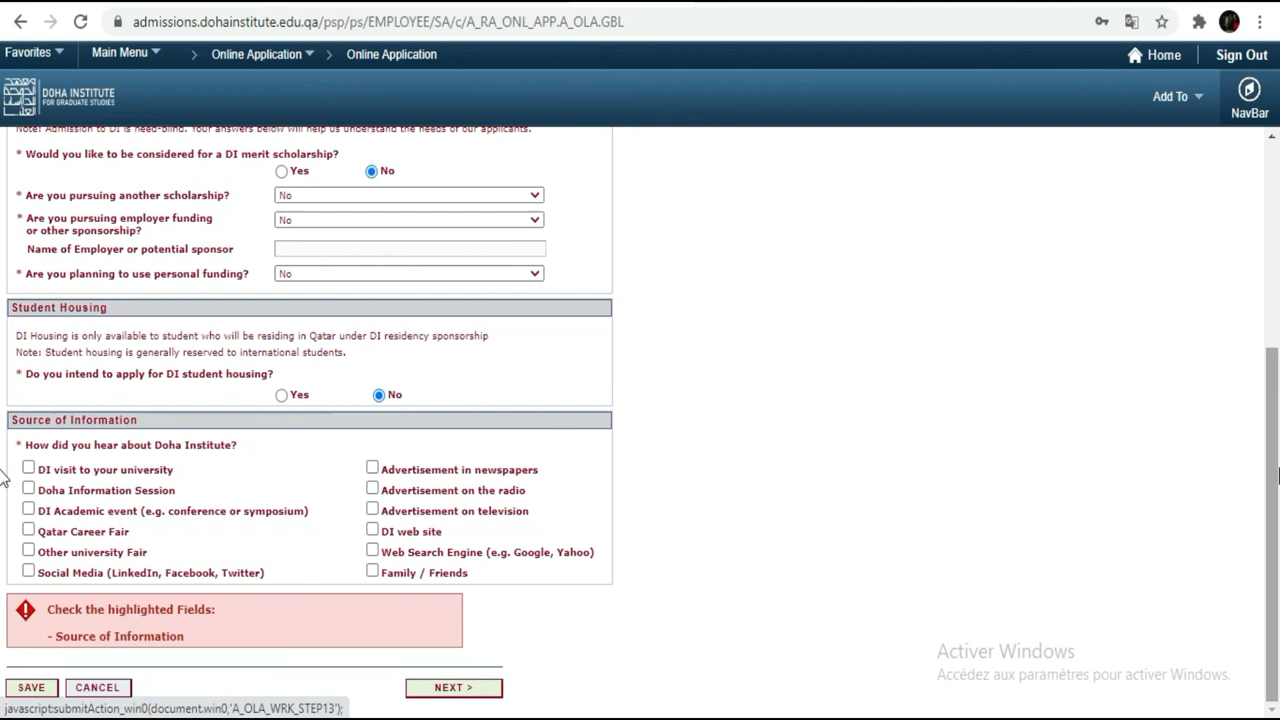 admissions.dohainstitute.edu.qa/psp/ps/EMPLOYEE/SA/c/A_RA_ONL_APP.A_OLA.GBL
Favorites Main Menu > Online Application > Online Application Home Sign Out
DOHA INSTITUTE
FOR GRADUATE STUDIES
Add To
NavBar
Note: Admission to DI is need-blind. Your answers below will help us understand the needs of our applicants.
* Would you like to be considered for a DI merit scholarship?
Yes No
* Are you pursuing another scholarship? No
* Are you pursuing employer funding
or other sponsorship? No
Name of Employer or potential sponsor
* Are you planning to use personal funding? No
Student Housing
DI Housing is only available to student who will be residing in Qatar under DI residency sponsorship
Note: Student housing is generally reserved to international students.
* Do you intend to apply for DI student housing?
Yes No
Source of Information
* How did you hear about Doha Institute?
DI visit to your university Advertisement in newspapers
Doha Information Session Advertisement on the radio
DI Academic event (e.g. conference or symposium) Advertisement on television
Qatar Career Fair DI web site
Other university Fair Web Search Engine (e.g. Google, Yahoo)
Social Media (LinkedIn, Facebook, Twitter) Family / Friends
Check the highlighted Fields:
- Source of Information
Activer Windows
Accédez aux paramètres pour activer Windows.
SAVE CANCEL NEXT >
javascript:submitAction_win0(document.win0,'A_OLA_WRK_STEP13');